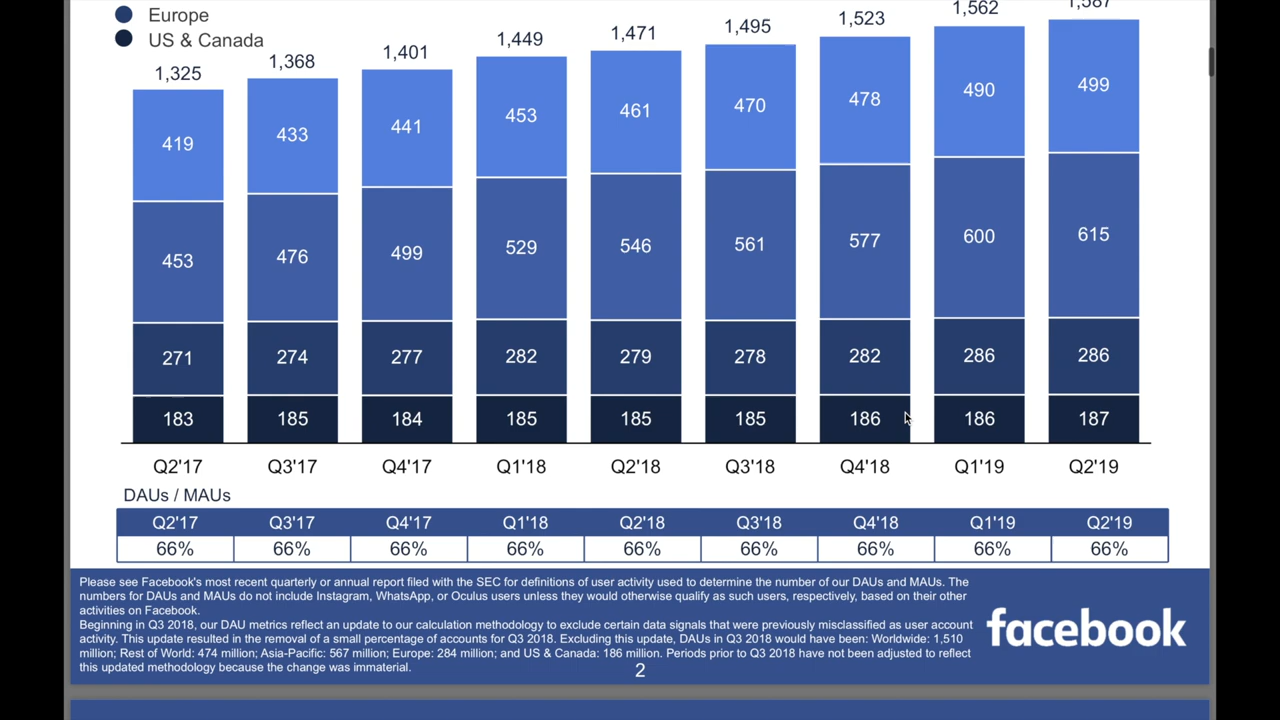 Europe
US & Canada
1,325 1,368 1,401 1,449 1,471 1,495 1,523 1,562 1,587
419 433 441 453 461 470 478 490 499
453 476 499 529 546 561 577 600 615
271 274 277 282 279 278 282 286 286
183 185 184 185 185 185 186 186 187
Q2'17 Q3'17 Q4'17 Q1'18 Q2'18 Q3'18 Q4'18 Q1'19 Q2'19
DAUs / MAUs
Q2'17 Q3'17 Q4'17 Q1'18 Q2'18 Q3'18 Q4'18 Q1'19 Q2'19
66% 66% 66% 66% 66% 66% 66% 66% 66%
Please see Facebook's most recent quarterly or annual report filed with the SEC for definitions of user activity used to determine the number of our DAUs and MAUs. The
numbers for DAUs and MAUs do not include Instagram, WhatsApp, or Oculus users unless they would otherwise qualify as such users, respectively, based on their other
activities on Facebook.
Beginning in Q3 2018, our DAU metrics reflect an update to our calculation methodology to exclude certain data signals that were previously misclassified as user account
activity. This update resulted in the removal of a small percentage of accounts for Q3 2018. Excluding this update, DAUs in Q3 2018 would have been: Worldwide: 1,510
million; Rest of World: 474 million; Asia-Pacific: 567 million; Europe: 284 million; and US & Canada: 186 million. Periods prior to Q3 2018 have not been adjusted to reflect
this updated methodology because the change was immaterial.
facebook
2